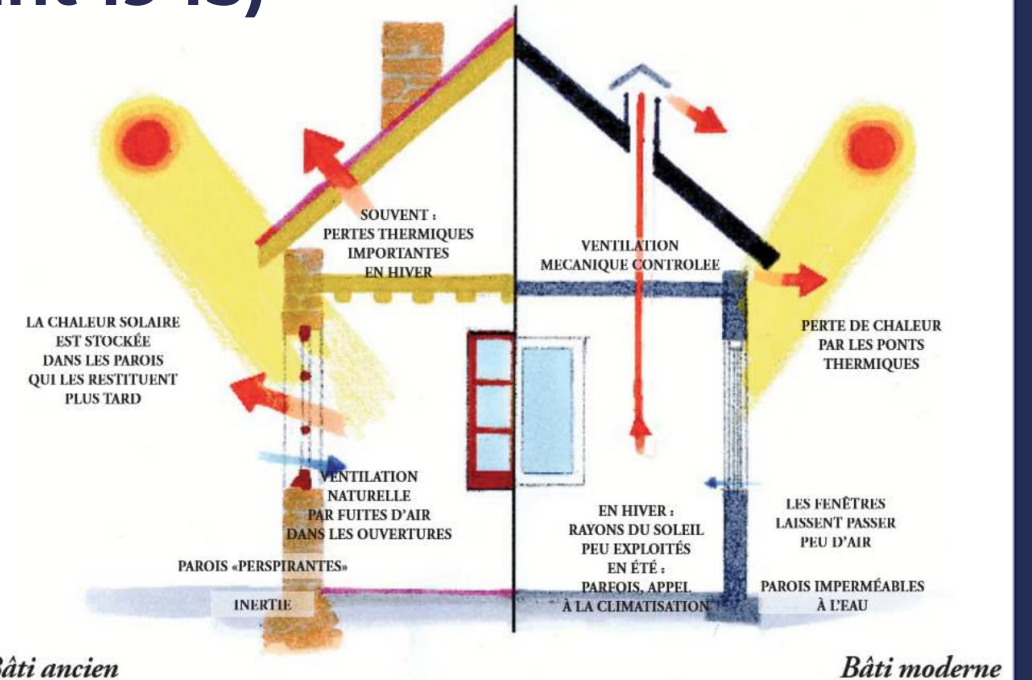 SOUVENT :
PERTES THERMIQUES
IMPORTANTES
EN HIVER
LA CHALEUR SOLAIRE
EST STOCKÉE
DANS LES PAROIS
QUI LES RESTITUENT
PLUS TARD
VENTILATION
NATURELLE
PAR FUITES D'AIR
DANS LES OUVERTURES
PAROIS «PERSPIRANTES»
INERTIE
VENTILATION
MECANIQUE CONTROLEE
PERTE DE CHALEUR
PAR LES PONTS
THERMIQUES
EN HIVER :
RAYONS DU SOLEIL
PEU EXPLOITÉS
EN ÉTÉ :
PARFOIS, APPEL
À LA CLIMATISATION
LES FENÊTRES
LAISSENT PASSER
PEU D'AIR
PAROIS IMPERMÉABLES
À L'EAU
Bâti ancien
Bâti moderne